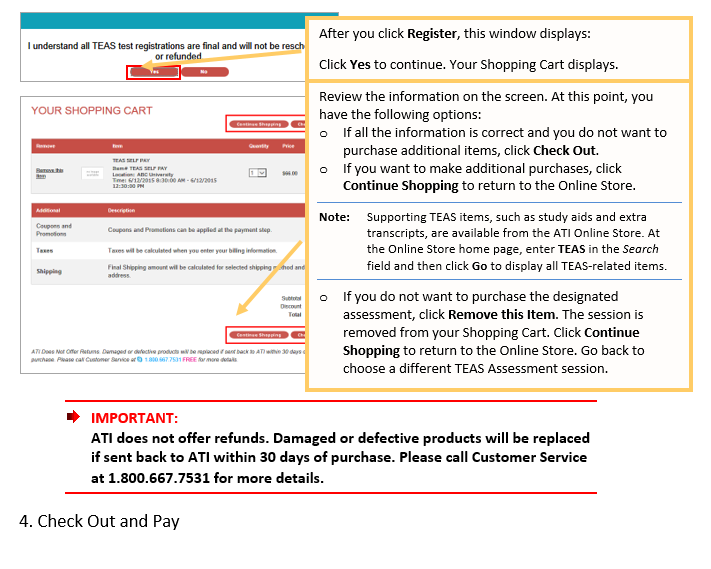 I understand all TEAS test registrations are final and will not be resch
or refunded
Yes
No
After you click Register, this window displays:
Click Yes to continue. Your Shopping Cart displays.
YOUR SHOPPING CART
Continue Shopping
Remove
Item
Quantity
Price
TEAS SELF PAY
Item# TEAS SELF PAY
Location: ABC University
Time: 6/12/2015 8:30:00 AM - 6/12/2015
12:30:00 PM
Remove this
Item
1
$66.00
Additional
Description
Coupons and
Promotions
Coupons and Promotions can be applied at the payment step.
Taxes
Taxes will be calculated when you enter your billing information.
Shipping
Final Shipping amount will be calculated for selected shipping method and
address.
Subtotal
Discount
Total
Continue Shopping
ATI Does Not Offer Returns. Damaged or defective products will be replaced if sent back to ATI within 30 days o
purchase. Please call Customer Service at 1.800.667.7531 FREE for more details.
Review the information on the screen. At this point, you
have the following options:
o If all the information is correct and you do not want to
purchase additional items, click Check Out.
o If you want to make additional purchases, click
Continue Shopping to return to the Online Store.
Note: Supporting TEAS items, such as study aids and extra
transcripts, are available from the ATI Online Store. At
the Online Store home page, enter TEAS in the Search
field and then click Go to display all TEAS-related items.
o If you do not want to purchase the designated
assessment, click Remove this Item. The session is
removed from your Shopping Cart. Click Continue
Shopping to return to the Online Store. Go back to
choose a different TEAS Assessment session.
IMPORTANT:
ATI does not offer refunds. Damaged or defective products will be replaced
if sent back to ATI within 30 days of purchase. Please call Customer Service
at 1.800.667.7531 for more details.
4. Check Out and Pay